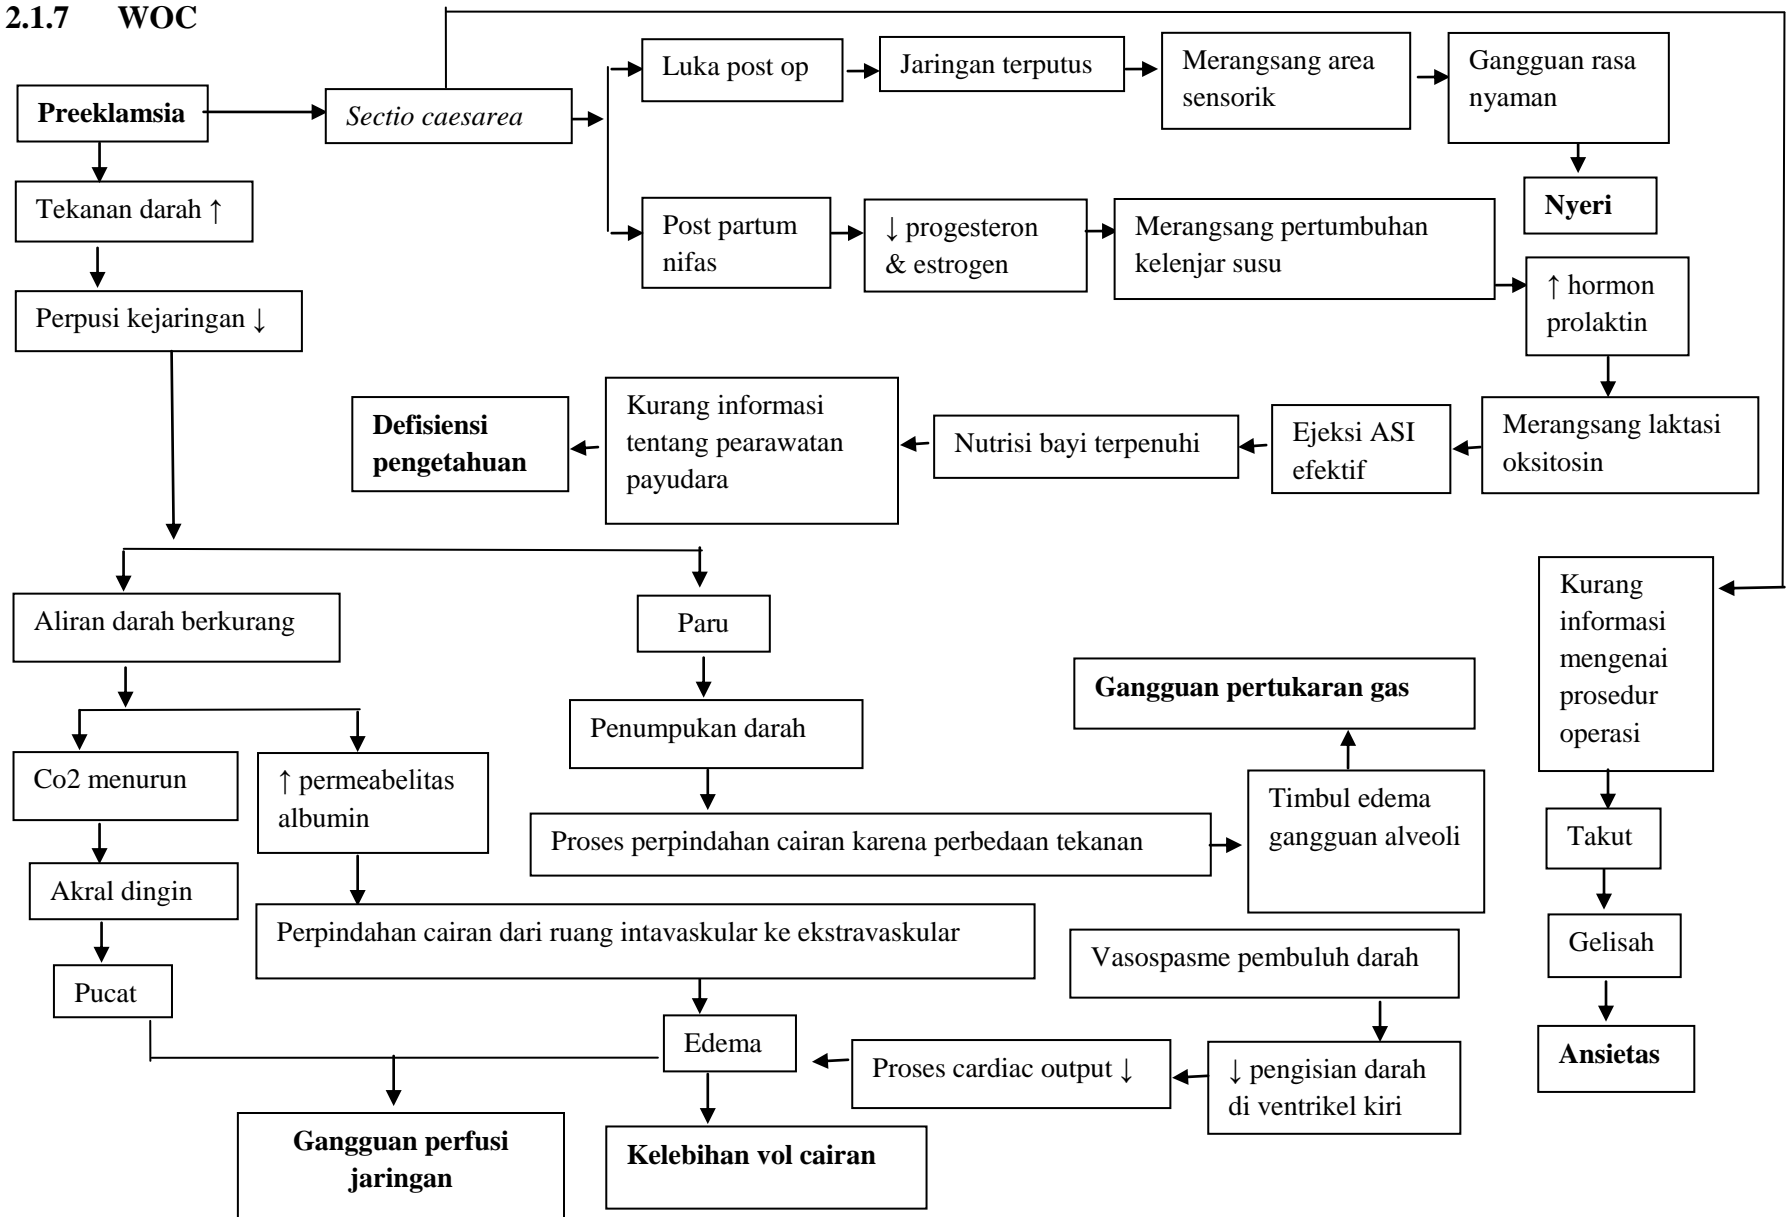 2.1.7 WOC
Preeklamsia
Sectio caesarea
Luka post op
Jaringan terputus
Merangsang area
sensorik
Gangguan rasa
nyaman
Nyeri
Tekanan darah ↑
Post partum
nifas
↓ progesteron
& estrogen
Merangsang pertumbuhan
kelenjar susu
↑ hormon
prolaktin
Perpusi kejaringan ↓
Merangsang laktasi
oksitosin
Ejeksi ASI
efektif
Nutrisi bayi terpenuhi
Kurang informasi
tentang pearawatan
payudara
Defisiensi
pengetahuan
Aliran darah berkurang
Paru
Kurang
informasi
mengenai
prosedur
operasi
Gangguan pertukaran gas
Penumpukan darah
Co2 menurun
↑ permeabelitas
albumin
Proses perpindahan cairan karena perbedaan tekanan
Timbul edema
gangguan alveoli
Takut
Akral dingin
Perpindahan cairan dari ruang intavaskular ke ekstravaskular
Vasospasme pembuluh darah
Gelisah
Pucat
Edema
Proses cardiac output ↓
↓ pengisian darah
di ventrikel kiri
Ansietas
Gangguan perfusi
jaringan
Kelebihan vol cairan